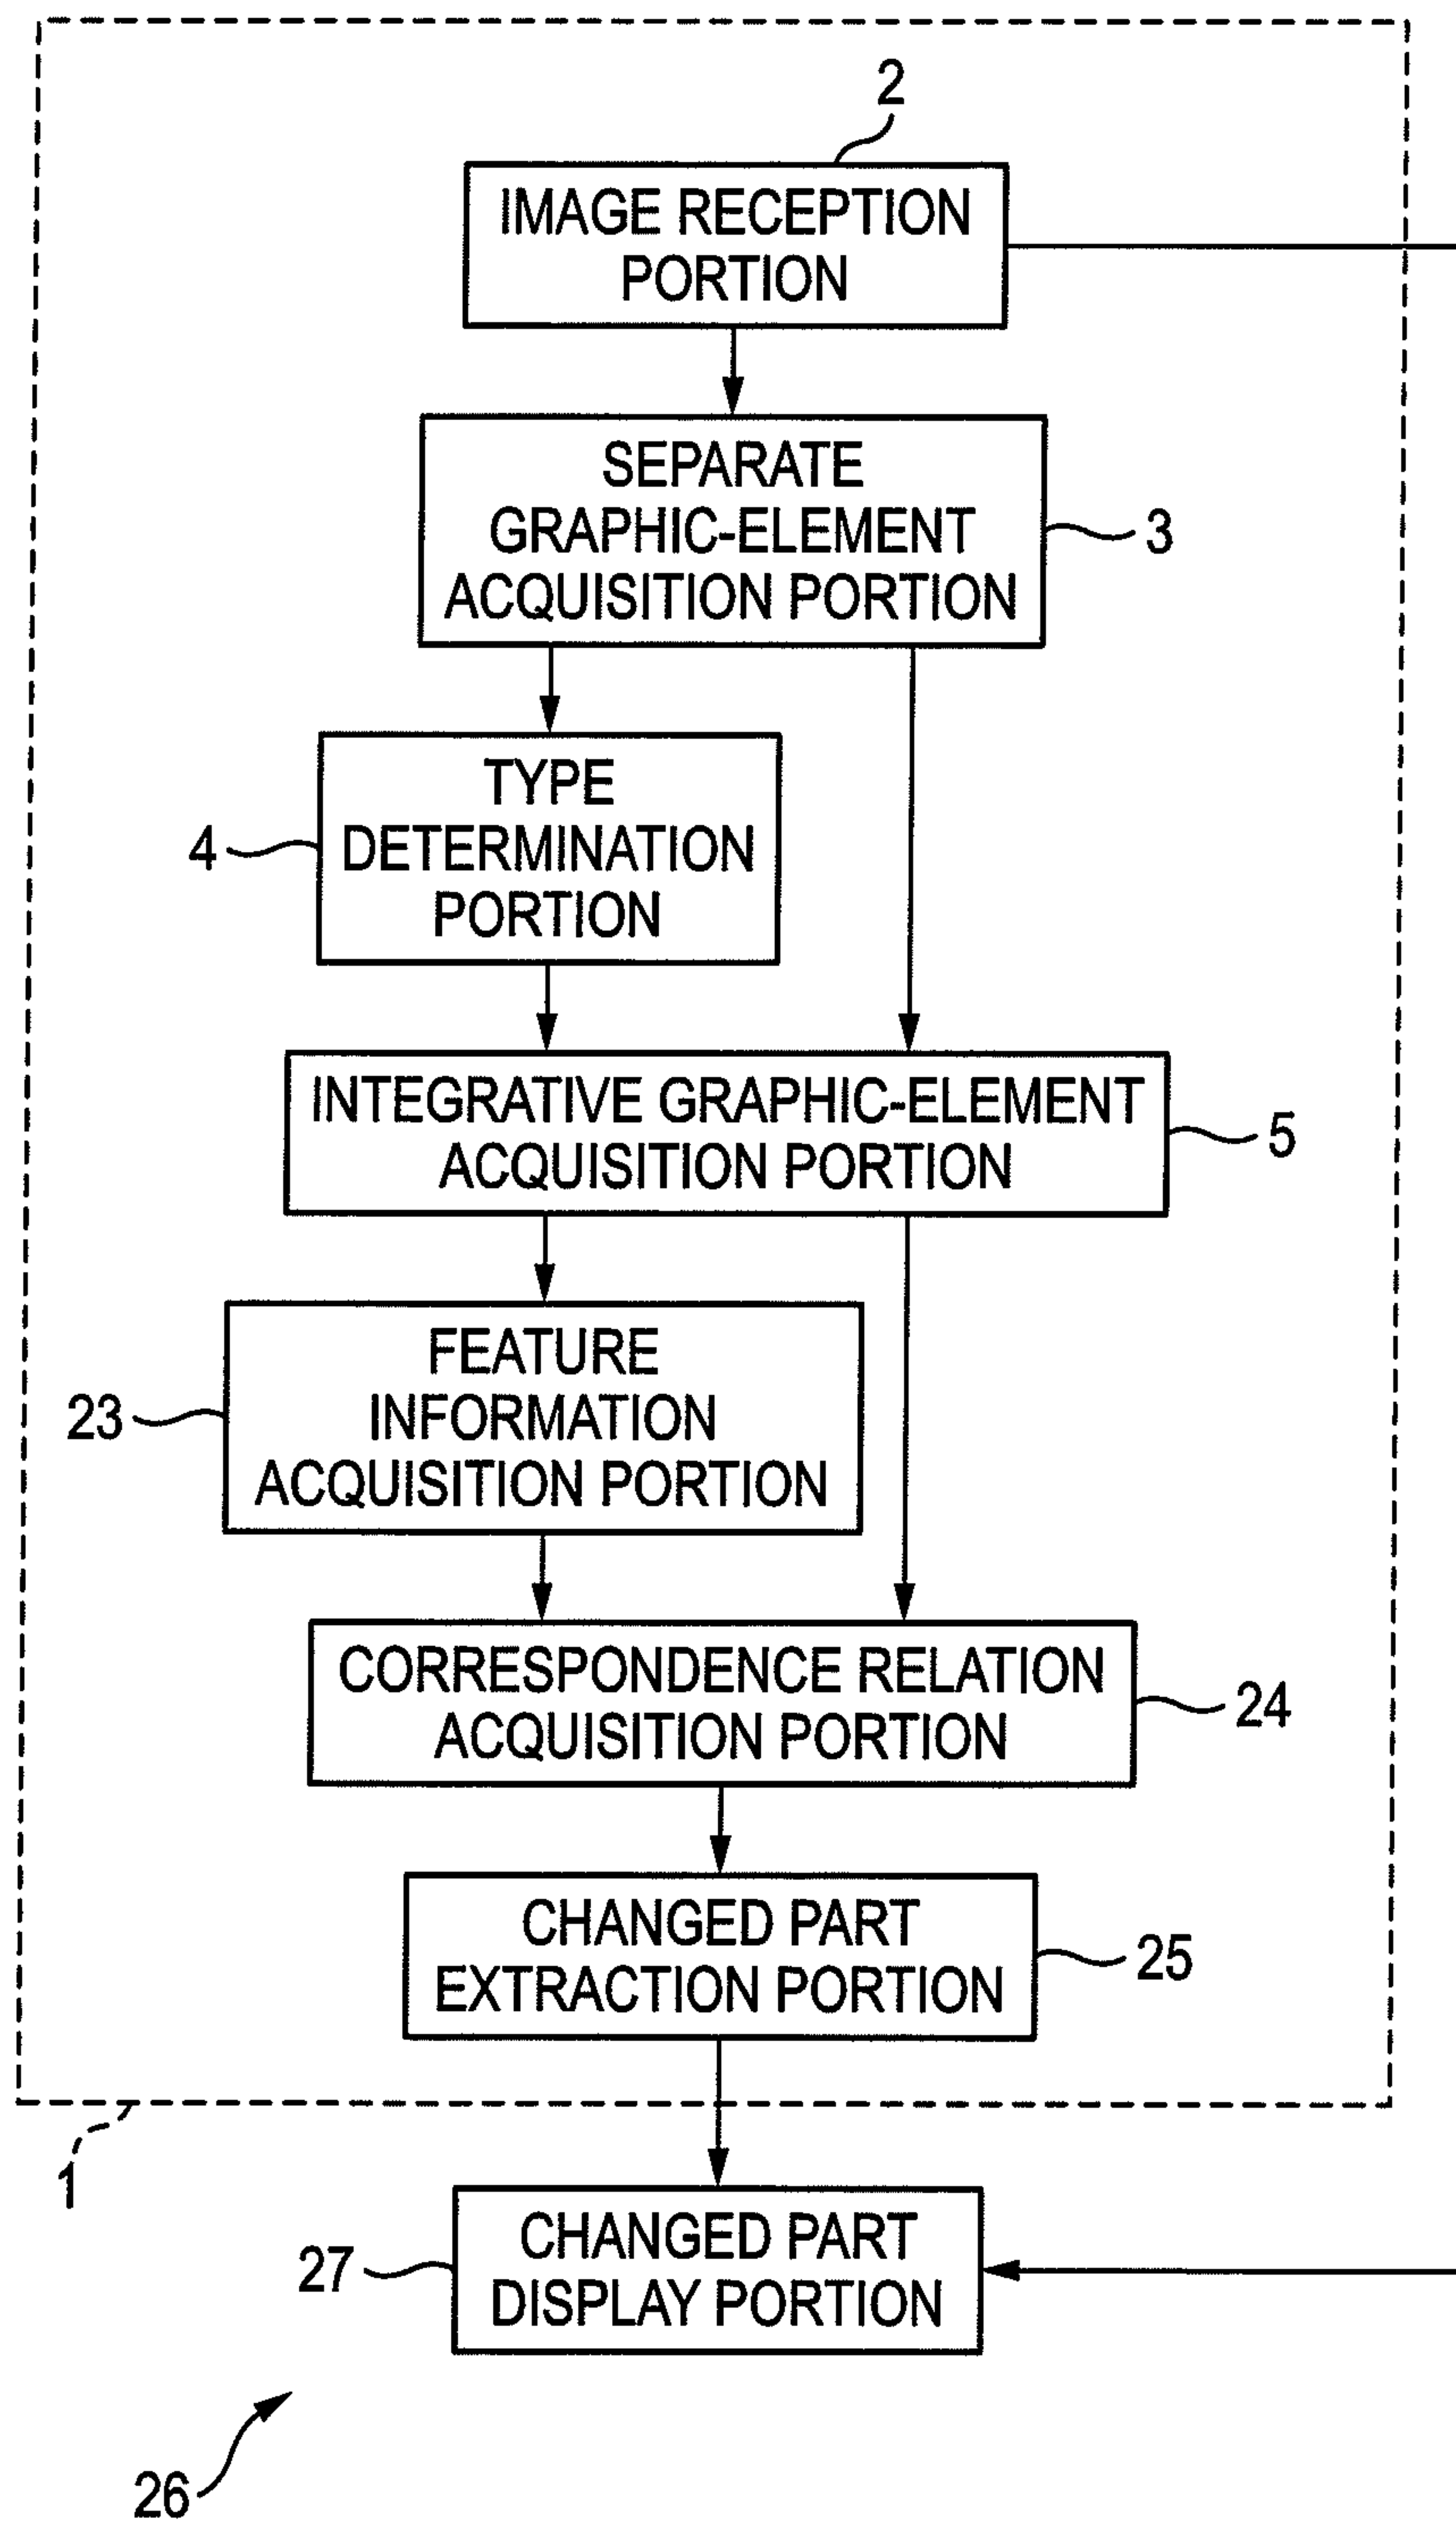 2
IMAGE RECEPTION
PORTION
SEPARATE
GRAPHIC-ELEMENT
ACQUISITION PORTION
3
TYPE
DETERMINATION
PORTION
4
INTEGRATIVE GRAPHIC-ELEMENT
ACQUISITION PORTION
5
FEATURE
INFORMATION
ACQUISITION PORTION
23
CORRESPONDENCE RELATION
ACQUISITION PORTION
24
CHANGED PART
EXTRACTION PORTION
25
1
CHANGED PART
DISPLAY PORTION
27
26